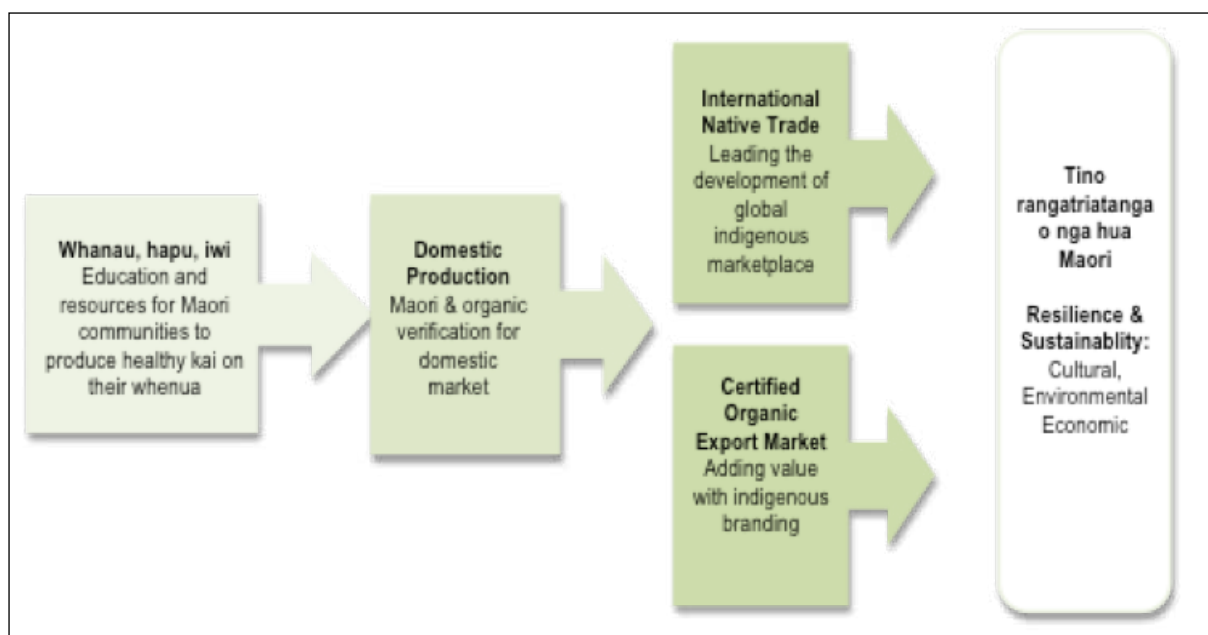 Whanau, hapu, iwi
Education and
resources for Maori
communities to
produce healthy kai on
their whenua
Domestic
Production
Maori & organic
verification for
domestic
market
International
Native Trade
Leading the
development of
global
indigenous
marketplace
Certified
Organic
Export Market
Adding value
with indigenous
branding
Tino
rangatriatanga
o nga hua
Maori
Resilience &
Sustainablity:
Cultural,
Environmental
Economic